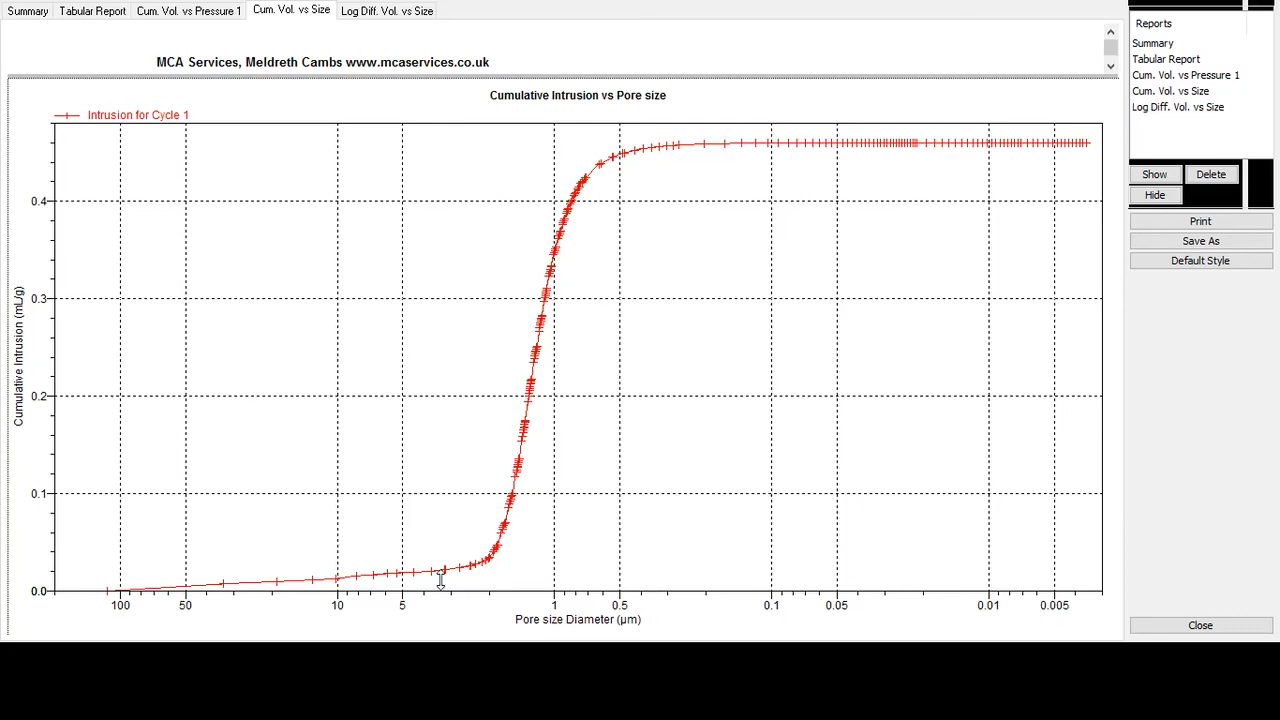 Summary Tabular Report Cum. Vol. vs Pressure 1 Cum. Vol. vs Size Log Diff. Vol. vs Size
MCA Services, Meldreth Cambs www.mcaservices.co.uk
Cumulative Intrusion vs Pore size
Intrusion for Cycle 1
Cumulative Intrusion (mL/g)
0.4
0.3
0.2
0.1
0.0
100 50 10 5 1 0.5 0.1 0.05 0.01 0.005
Pore size Diameter (µm)
Reports
Summary
Tabular Report
Cum. Vol. vs Pressure 1
Cum. Vol. vs Size
Log Diff. Vol. vs Size
Show Delete
Hide
Print
Save As
Default Style
Close